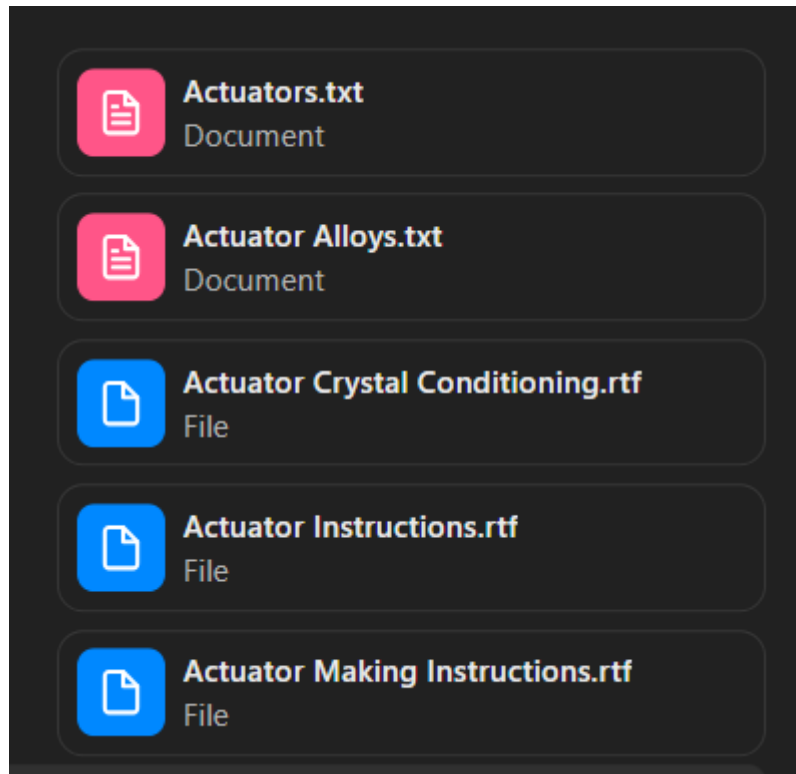 Actuators.txt
Document
Actuator Alloys.txt
Document
Actuator Crystal Conditioning.rtf
File
Actuator Instructions.rtf
File
Actuator Making Instructions.rtf
File